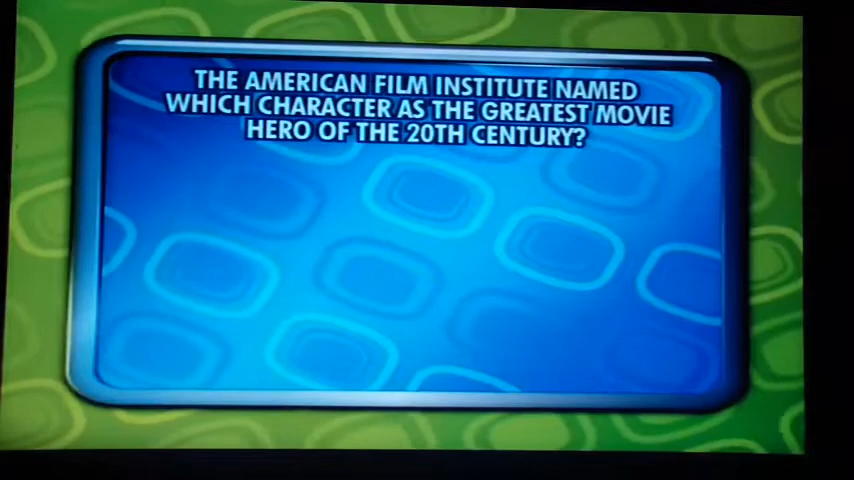 THE AMERICAN FILM INSTITUTE NAMED
WHICH CHARACTER AS THE GREATEST MOVIE
HERO OF THE 20TH CENTURY?